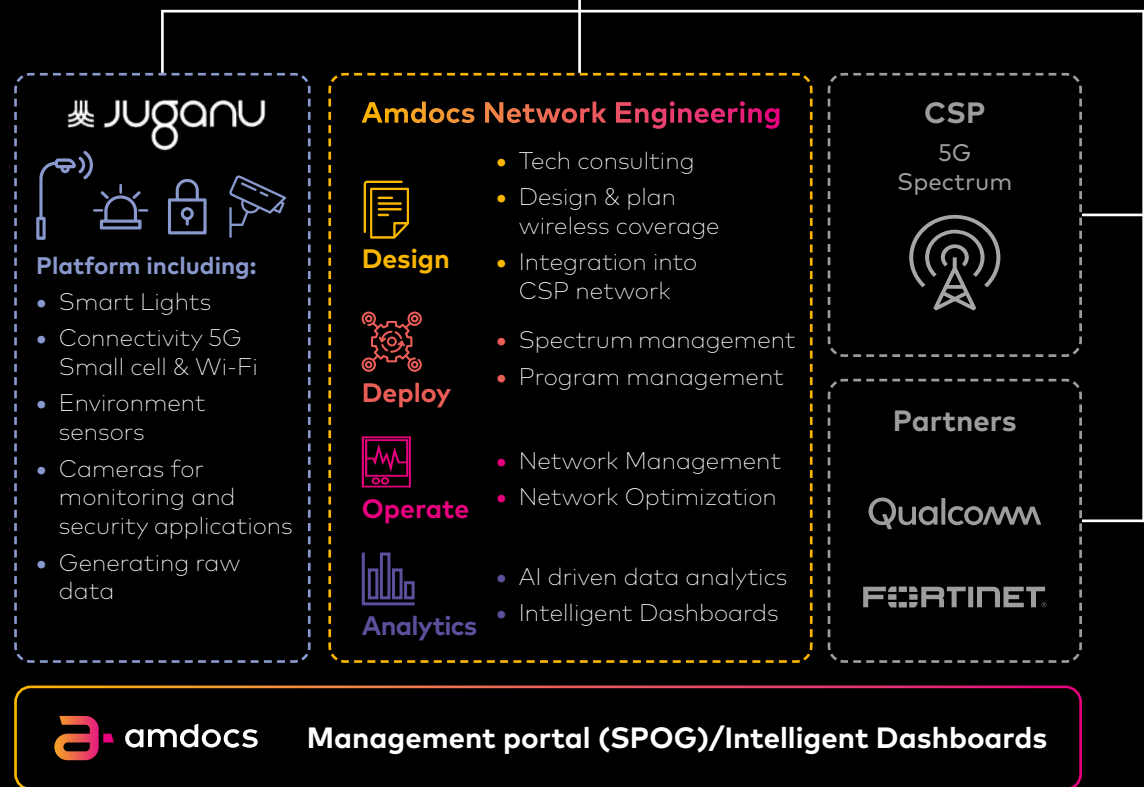 Juganu
Platform including:
• Smart Lights
• Connectivity 5G
Small cell & Wi-Fi
• Environment
sensors
• Cameras for
monitoring and
security applications
• Generating raw
data
Amdocs Network Engineering
Design
• Tech consulting
• Design & plan
wireless coverage
• Integration into
CSP network
Deploy
• Spectrum management
• Program management
Operate
• Network Management
• Network Optimization
Analytics
• AI driven data analytics
• Intelligent Dashboards
CSP
5G
Spectrum
Partners
Qualcomm
FORTINET®
a amdocs
Management portal (SPOG)/Intelligent Dashboards